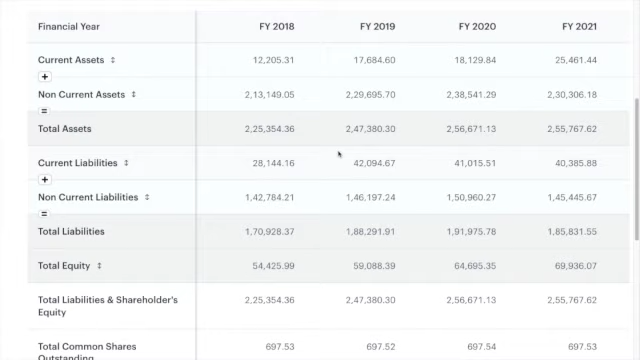 Financial Year FY 2018 FY 2019 FY 2020 FY 2021
Current Assets 12,205.31 17,684.60 18,129.84 25,461.44
+
Non Current Assets 2,13,149.05 2,29,695.70 2,38,541.29 2,30,306.18
=
Total Assets 2,25,354.36 2,47,380.30 2,56,671.13 2,55,767.62
Current Liabilities 28,144.16 42,094.67 41,015.51 40,385.88
+
Non Current Liabilities 1,42,784.21 1,46,197.24 1,50,960.27 1,45,445.67
=
Total Liabilities 1,70,928.37 1,88,291.91 1,91,975.78 1,85,831.55
Total Equity 54,425.99 59,088.39 64,695.35 69,936.07
Total Liabilities & Shareholder's 2,25,354.36 2,47,380.30 2,56,671.13 2,55,767.62
Equity
Total Common Shares 697.53 697.52 697.54 697.53
Outstanding